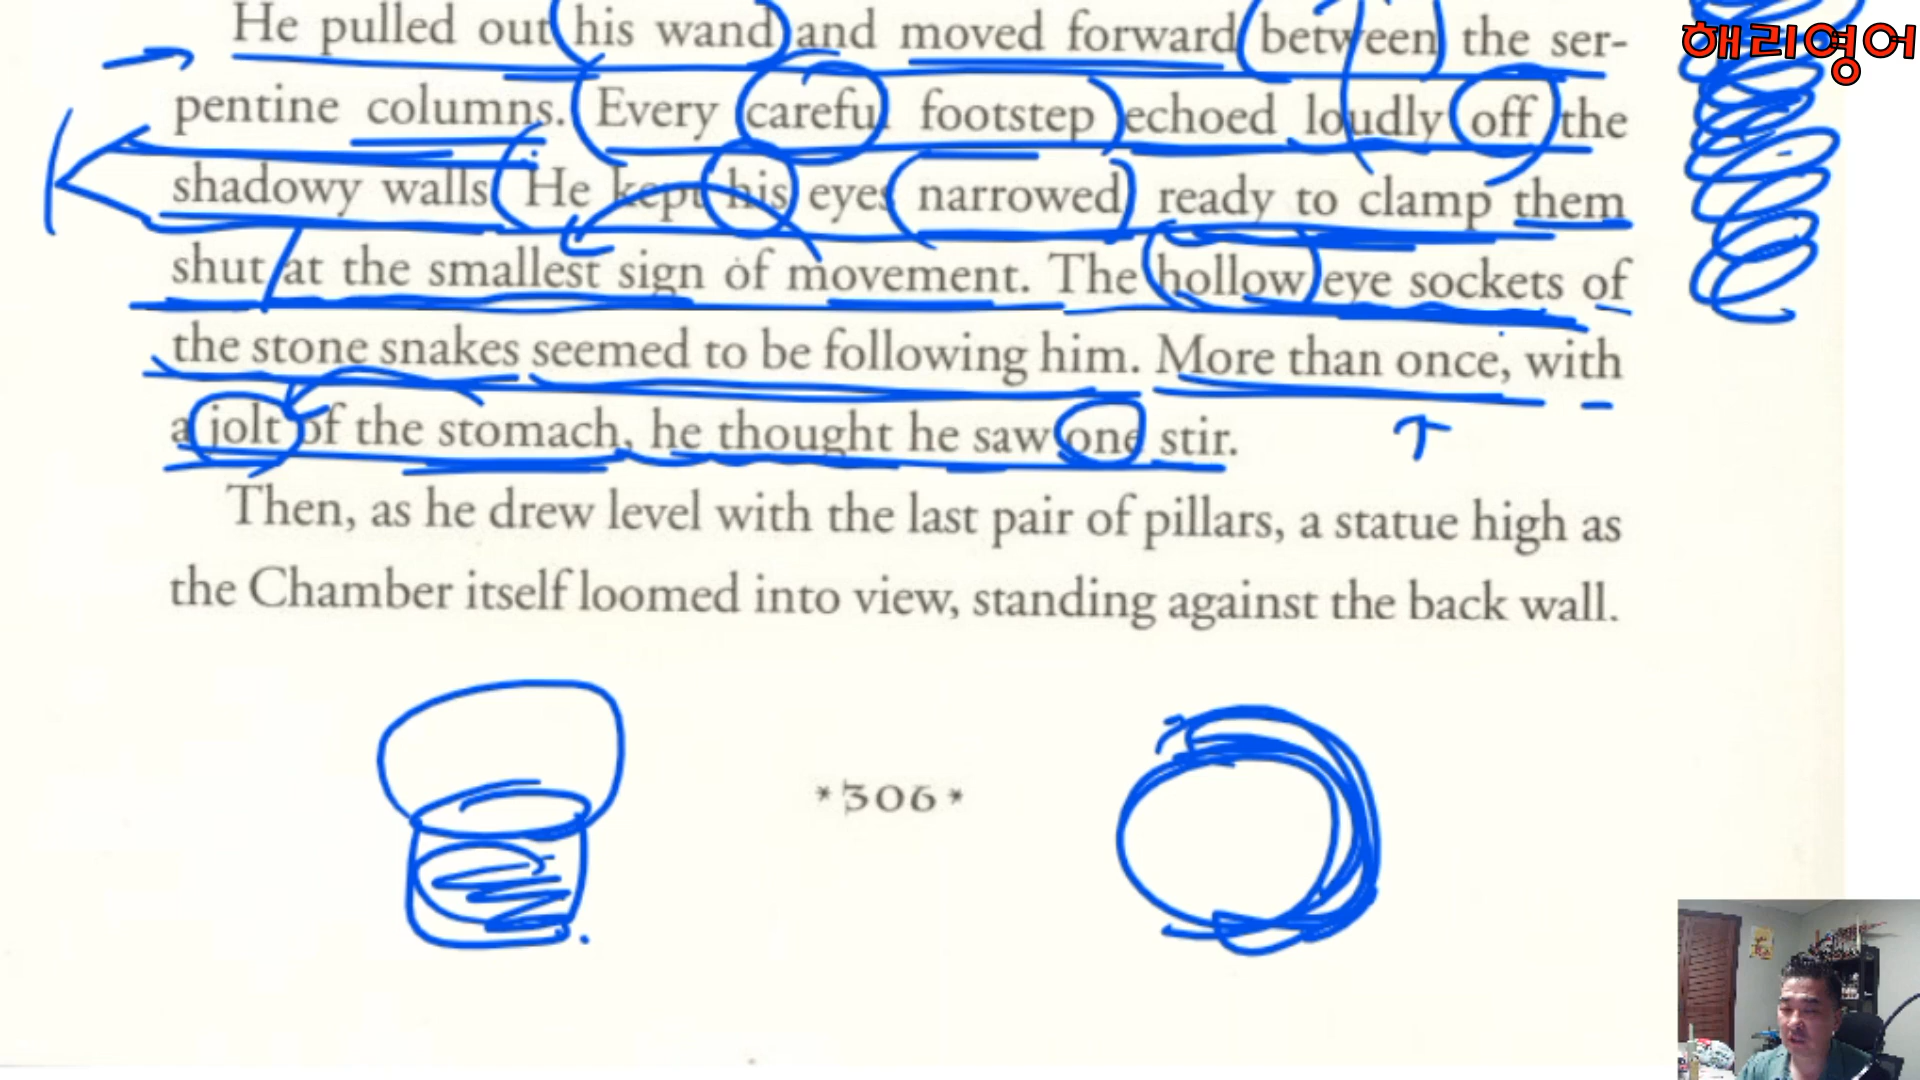 He pulled out his wand and moved forward between the ser-
해리영어
pentine columns. Every careful footstep echoed loudly off the
shadowy walls. He kept his eyes narrowed, ready to clamp them
shut at the smallest sign of movement. The hollow eye sockets of
the stone snakes seemed to be following him. More than once, with
a jolt of the stomach, he thought he saw one stir.
Then, as he drew level with the last pair of pillars, a statue high as
the Chamber itself loomed into view, standing against the back wall.
*306*